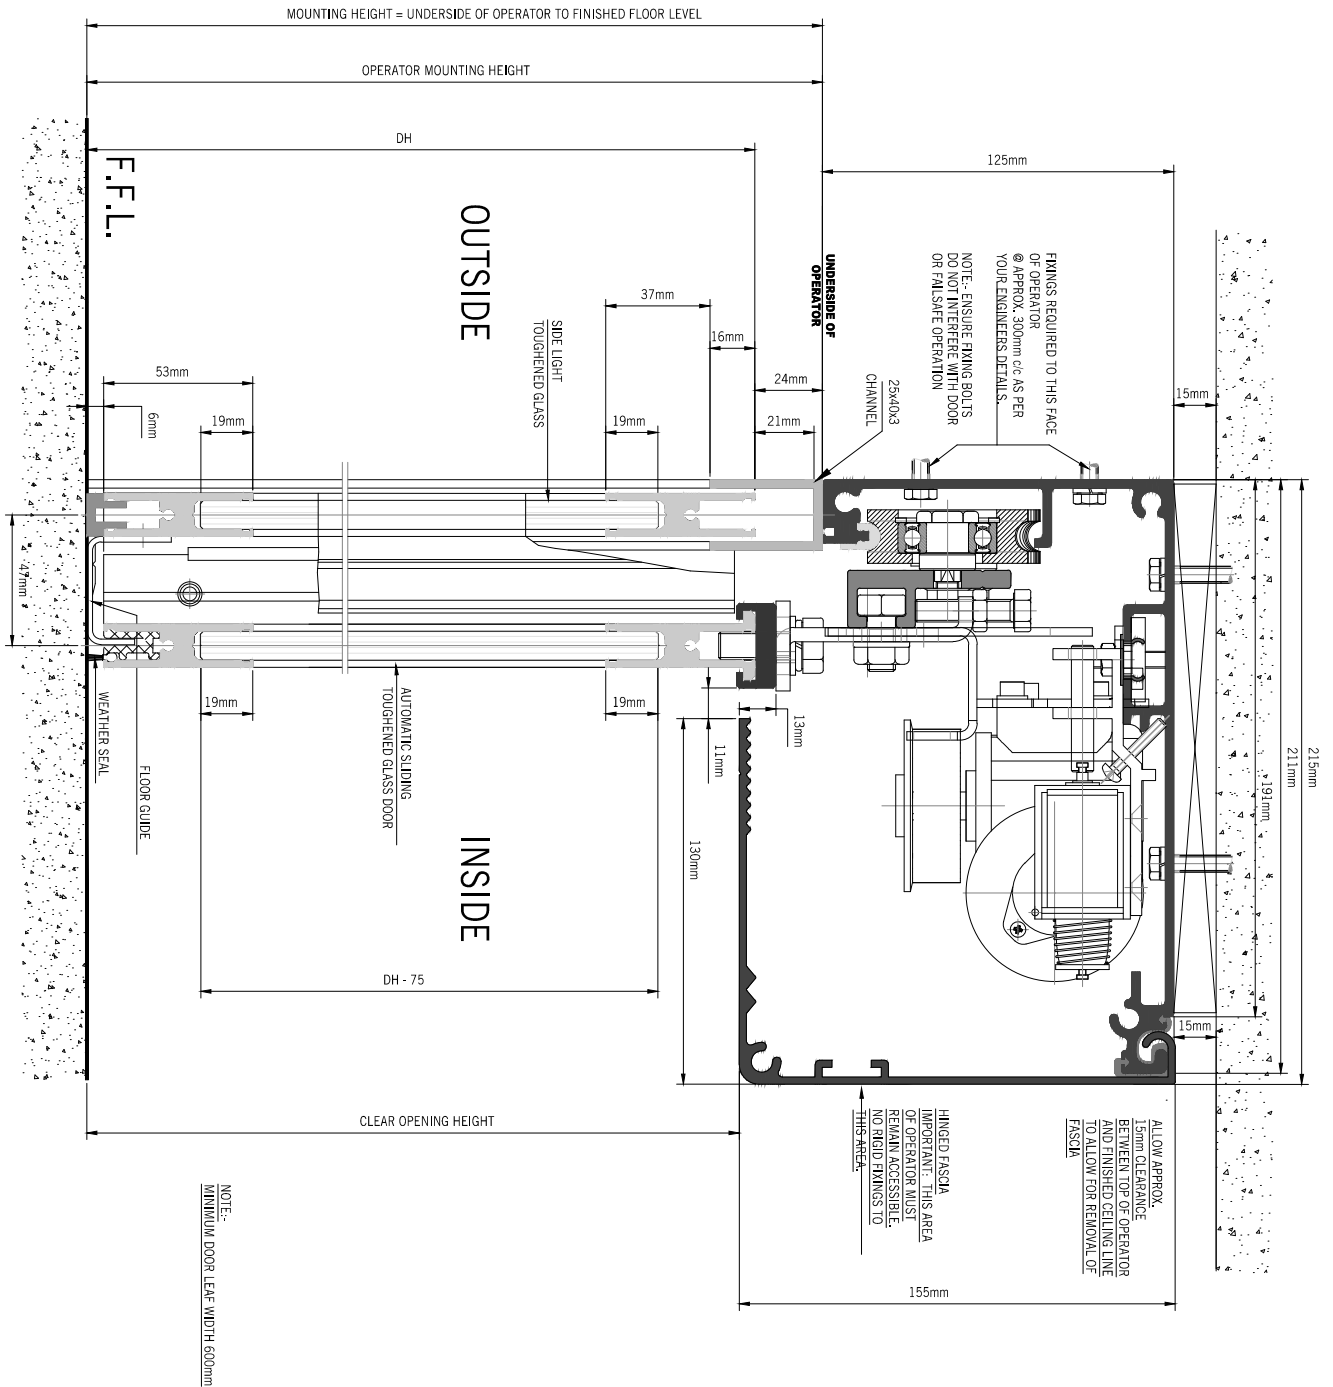 MOUNTING HEIGHT = UNDERSIDE OF OPERATOR TO FINISHED FLOOR LEVEL
OPERATOR MOUNTING HEIGHT
DH
125mm
F.F.L.
OUTSIDE
UNDERSIDE OF
OPERATOR
FIXINGS REQUIRED TO THIS FACE
OF OPERATOR
@ APPROX. 300mm c/c AS PER
YOUR ENGINEERS DETAILS.
NOTE:- ENSURE FIXING BOLTS
DO NOT INTERFERE WITH DOOR
OR FAILSAFE OPERATION
37mm
16mm
24mm
21mm
15mm
25x40x3
CHANNEL
SIDE LIGHT
TOUGHENED GLASS
53mm
6mm
19mm
19mm
47mm
19mm
19mm
WEATHER SEAL
FLOOR GUIDE
AUTOMATIC SLIDING
TOUGHENED GLASS DOOR
13mm
11mm
130mm
215mm
211mm
191mm
INSIDE
DH - 75
15mm
CLEAR OPENING HEIGHT
HINGED FASCIA
IMPORTANT:- THIS AREA
OF OPERATOR MUST
REMAIN ACCESSIBLE.
NO RIGID FIXINGS TO
THIS AREA.
ALLOW APPROX.
15mm CLEARANCE
BETWEEN TOP OF OPERATOR
AND FINISHED CEILING LINE
TO ALLOW FOR REMOVAL OF
FASCIA
155mm
NOTE:-
MINIMUM DOOR LEAF WIDTH 600mm